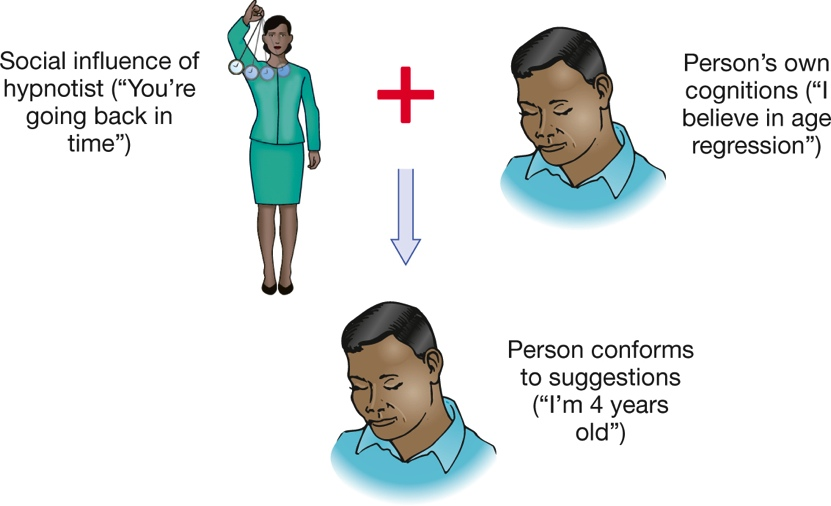 Social influence of
hypnotist (“You’re
going back in
time”)
Person’s own
cognitions (“I
believe in age
regression”)
Person conforms
to suggestions
(“I’m 4 years
old”)